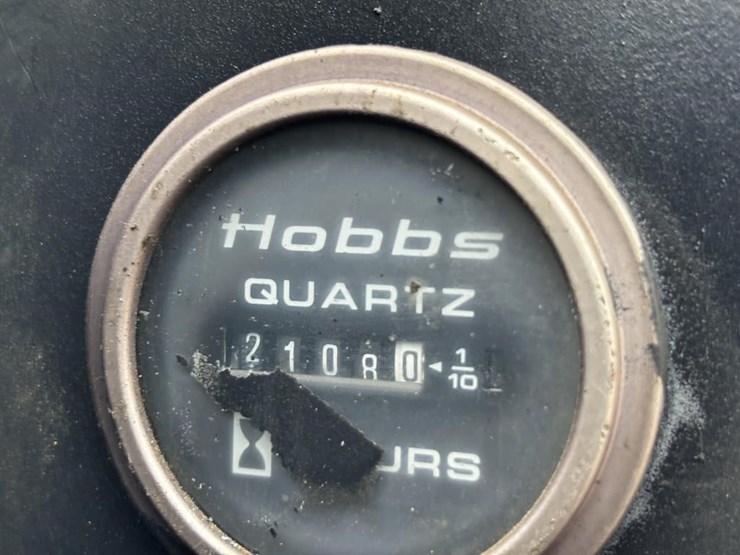 Hobbs
QUARTZ
21080 ◄ 1/10
URS